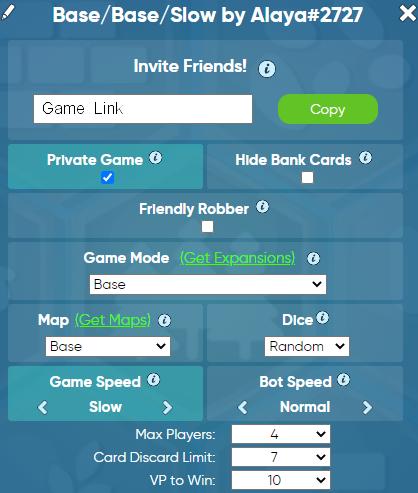 Base/Base/Slow by Alaya#2727
Invite Friends!
Game Link
Copy
Private Game
Hide Bank Cards
Friendly Robber
Game Mode (Get Expansions)
Base
Map (Get Maps)
Dice
Base
Random
Game Speed
Bot Speed
Slow
Normal
Max Players: 4
Card Discard Limit: 7
VP to Win: 10